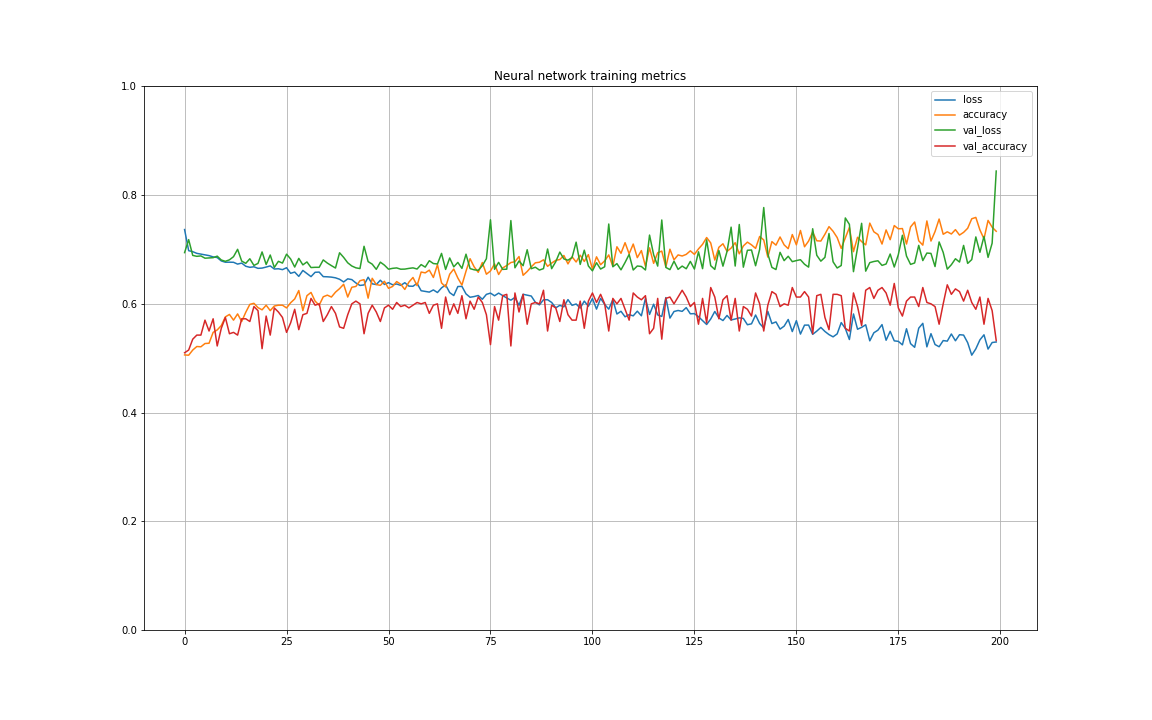 Neural network training metrics
1.0
0.8
0.6
0.4
0.2
0.0
loss
accuracy
val_loss
val_accuracy
0 25 50 75 100 125 150 175 200